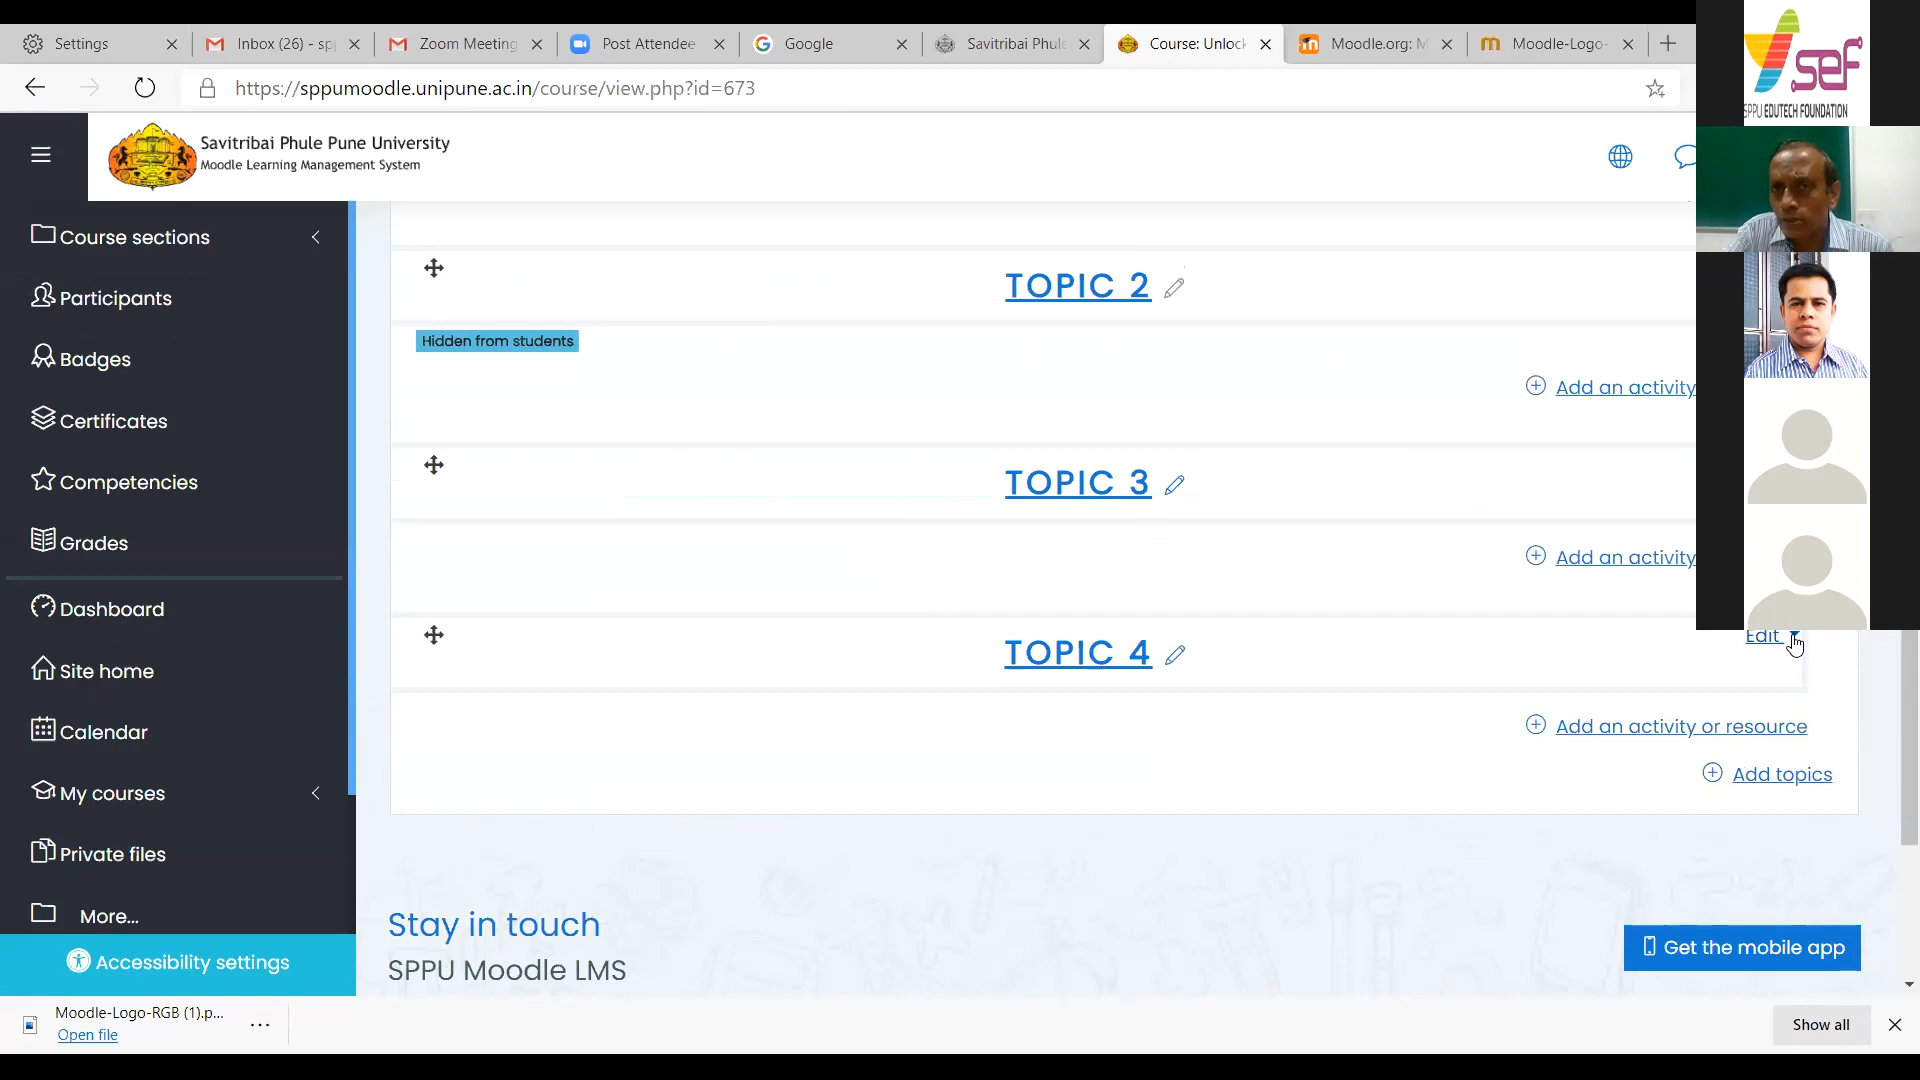 Settings
Inbox (26) - sp
Zoom Meeting
Post Attendee
Google
Savitribai Phule
Course: Unlock
Moodle.org: M
Moodle-Logo-
https://sppumoodle.unipune.ac.in/course/view.php?id=673
sef
SPPU EDUTECH FOUNDATION
Savitribai Phule Pune University
Moodle Learning Management System
Course sections
Participants
Badges
Certificates
Competencies
Grades
Dashboard
Site home
Calendar
My courses
Private files
More...
Accessibility settings
TOPIC 2
Hidden from students
Add an activity
TOPIC 3
Add an activity
Edit
TOPIC 4
Add an activity or resource
Add topics
Stay in touch
SPPU Moodle LMS
Get the mobile app
Moodle-Logo-RGB (1).p...
Open file
Show all